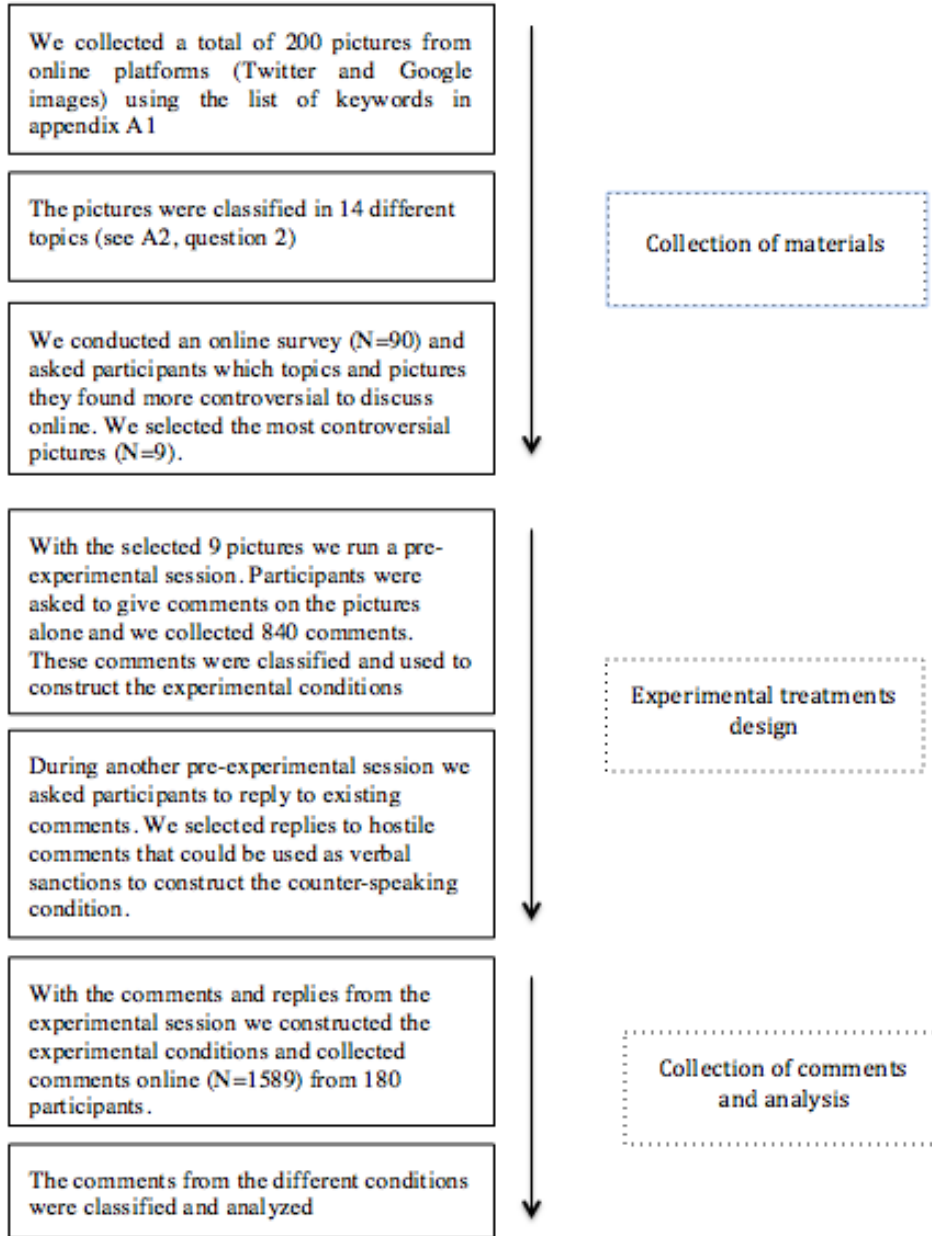 We collected a total of 200 pictures from
online platforms (Twitter and Google
images) using the list of keywords in
appendix A1
The pictures were classified in 14 different
topics (see A2, question 2)
Collection of materials
We conducted an online survey (N=90) and
asked participants which topics and pictures
they found more controversial to discuss
online. We selected the most controversial
pictures (N=9).
With the selected 9 pictures we run a pre-
experimental session. Participants were
asked to give comments on the pictures
alone and we collected 840 comments.
These comments were classified and used to
construct the experimental conditions
Experimental treatments
design
During another pre-experimental session we
asked participants to reply to existing
comments. We selected replies to hostile
comments that could be used as verbal
sanctions to construct the counter-speaking
condition.
With the comments and replies from the
experimental session we constructed the
experimental conditions and collected
comments online (N=1589) from 180
participants.
Collection of comments
and analysis
The comments from the different conditions
were classified and analyzed